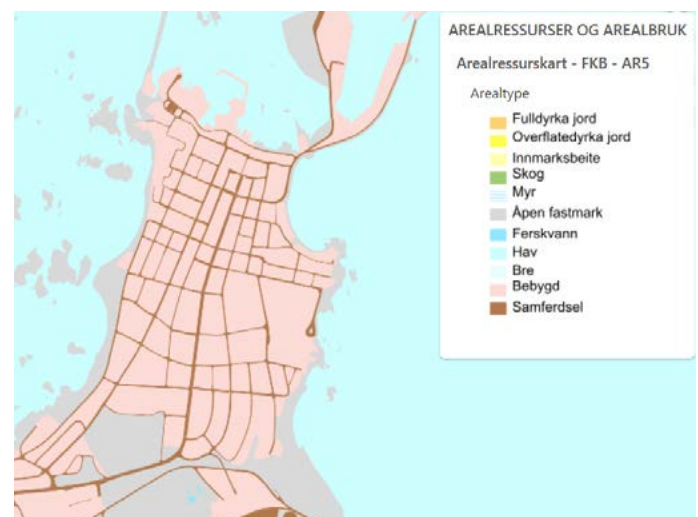 AREALRESSURSER OG AREALBRUK
Arealressurskart - FKB - AR5
Arealtype
Fulldyrka jord
Overflatedyrka jord
Innmarksbeite
Skog
Myr
Åpen fastmark
Ferskvann
Hav
Bre
Bebygd
Samferdsel